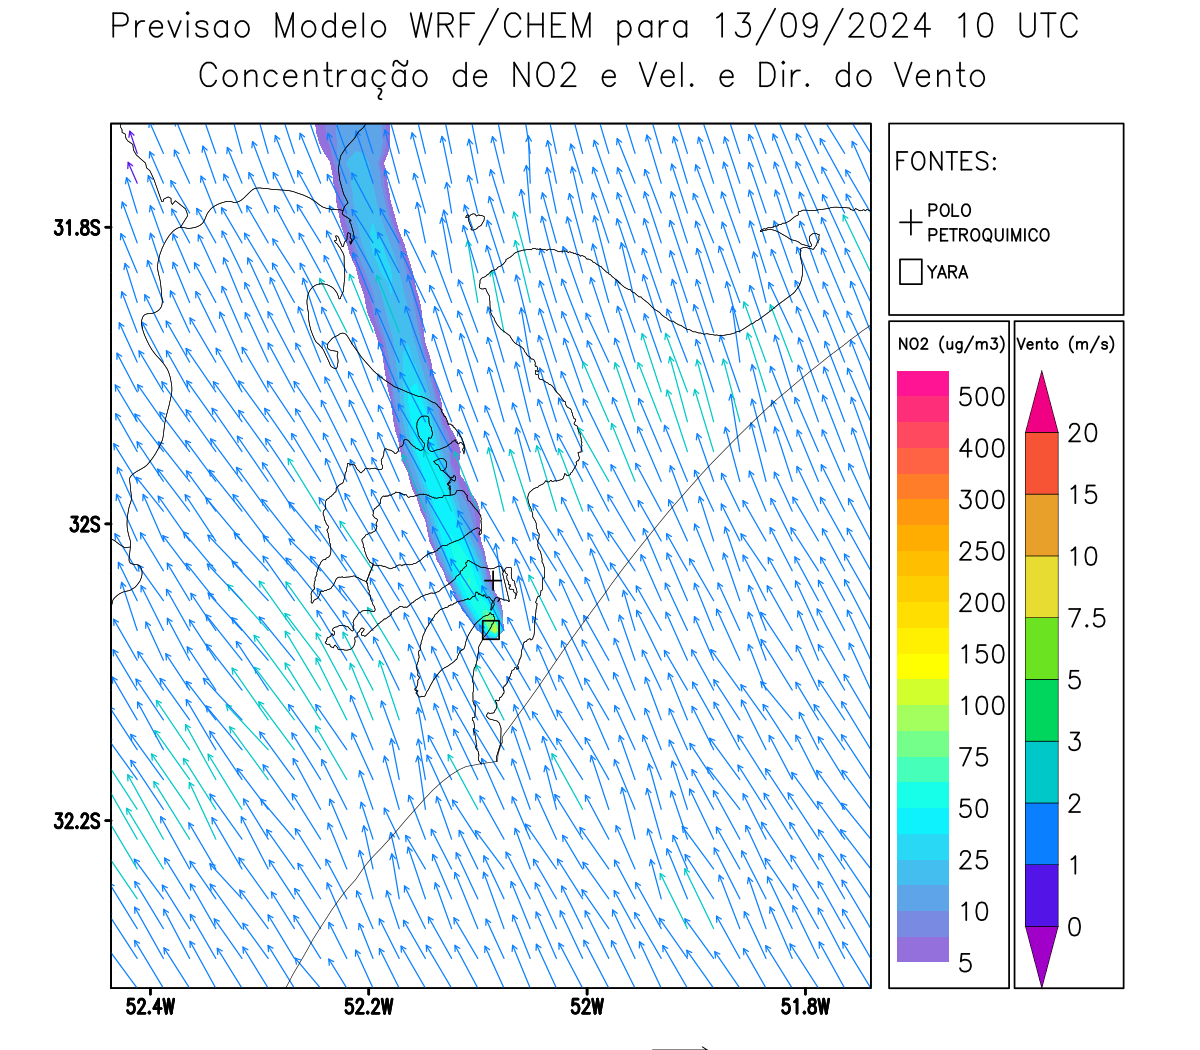 Previsao Modelo WRF/CHEM para 13/09/2024 10 UTC
Concentração de NO2 e Vel. e Dir. do Vento
FONTES:
POLO
PETROQUIMICO
YARA
NO2 (ug/m3)
500
400
300
250
200
150
100
75
50
25
10
5
Vento (m/s)
20
15
10
7.5
5
3
2
1
0
31.8S
32S
32.2S
52.4W
52.2W
52W
51.8W